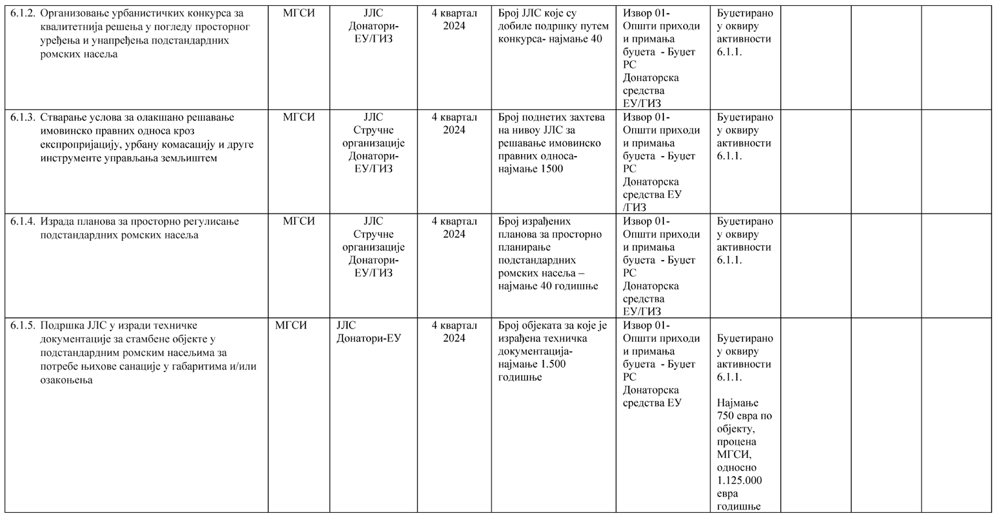 6.1.2. Организовање урбанистичких конкурса за
квалитетнија решења у погледу просторног
уређења и унапређења подстандардних
ромских насеља
МГСИ
ЈЛС
Донатори-
ЕУ/ГИЗ
4 квартал
2024
Број ЈЛС које су
добиле подршку путем
конкурса- најмање 40
Извор 01-
Општи приходи
и примања
буџета - Буџет
РС
Донаторска
средства
ЕУ/ГИЗ
Буџетирано
у оквиру
активности
6.1.1.
6.1.3. Стварање услова за олакшано решавање
имовинско правних односа кроз
експропријацију, урбану комасацију и друге
инструменте управљања земљиштем
МГСИ
ЈЛС
Стручне
организације
Донатори-
ЕУ/ГИЗ
4 квартал
2024
Број поднетих захтева
на нивоу ЈЛС за
решавање имовинско
правних односа-
најмање 1500
Извор 01-
Општи приходи
и примања
буџета - Буџет
РС
Донаторска
средства ЕУ
/ГИЗ
Буџетирано
у оквиру
активности
6.1.1.
6.1.4. Израда планова за просторно регулисање
подстандардних ромских насеља
МГСИ
ЈЛС
Стручне
организације
Донатори-
ЕУ/ГИЗ
4 квартал
2024
Број израђених
планова за просторно
планирање
подстандардних
ромских насеља –
најмање 40 годишње
Извор 01-
Општи приходи
и примања
буџета - Буџет
РС
Донаторска
средства
ЕУ/ГИЗ
Буџетирано
у оквиру
активности
6.1.1.
6.1.5. Подршка ЈЛС у изради техничке
документације за стамбене објекте у
подстандардним ромским насељима за
потребе њихове санације у габаритима и/или
озакоњења
МГСИ
ЈЛС
Донатори-ЕУ
4 квартал
2024
Број објеката за које је
израђена техничка
документација-
најмање 1.500
годишње
Извор 01-
Општи приходи
и примања
буџета - Буџет
РС
Донаторска
средства ЕУ
Буџетирано
у оквиру
активности
6.1.1.
Најмање
750 евра по
објекту,
процена
МГСИ,
односно
1.125.000
евра
годишње